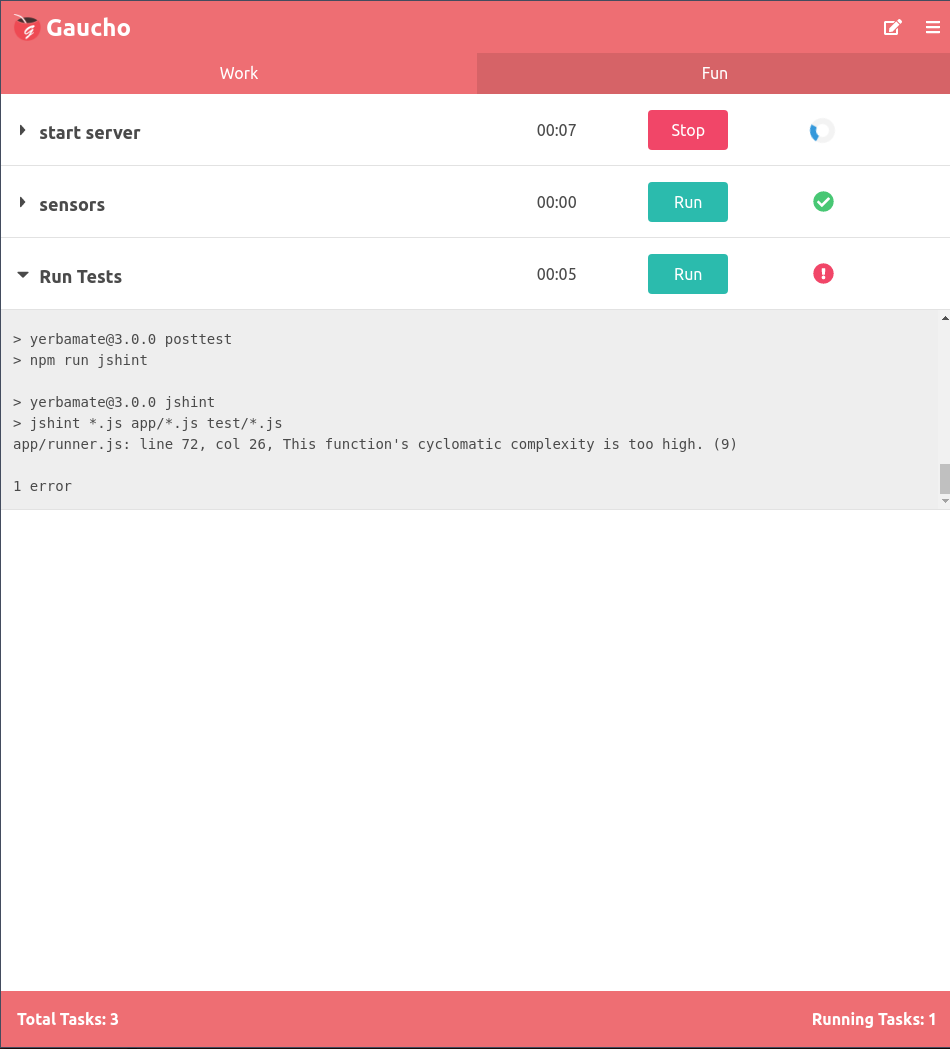 Gaucho
Work Fun
start server 00:07 Stop
sensors 00:00 Run
Run Tests 00:05 Run
> yerbamate@3.0.0 posttest
> npm run jshint
> yerbamate@3.0.0 jshint
> jshint *.js app/*.js test/*.js
app/runner.js: line 72, col 26, This function's cyclomatic complexity is too high. (9)
1 error
Total Tasks: 3 Running Tasks: 1